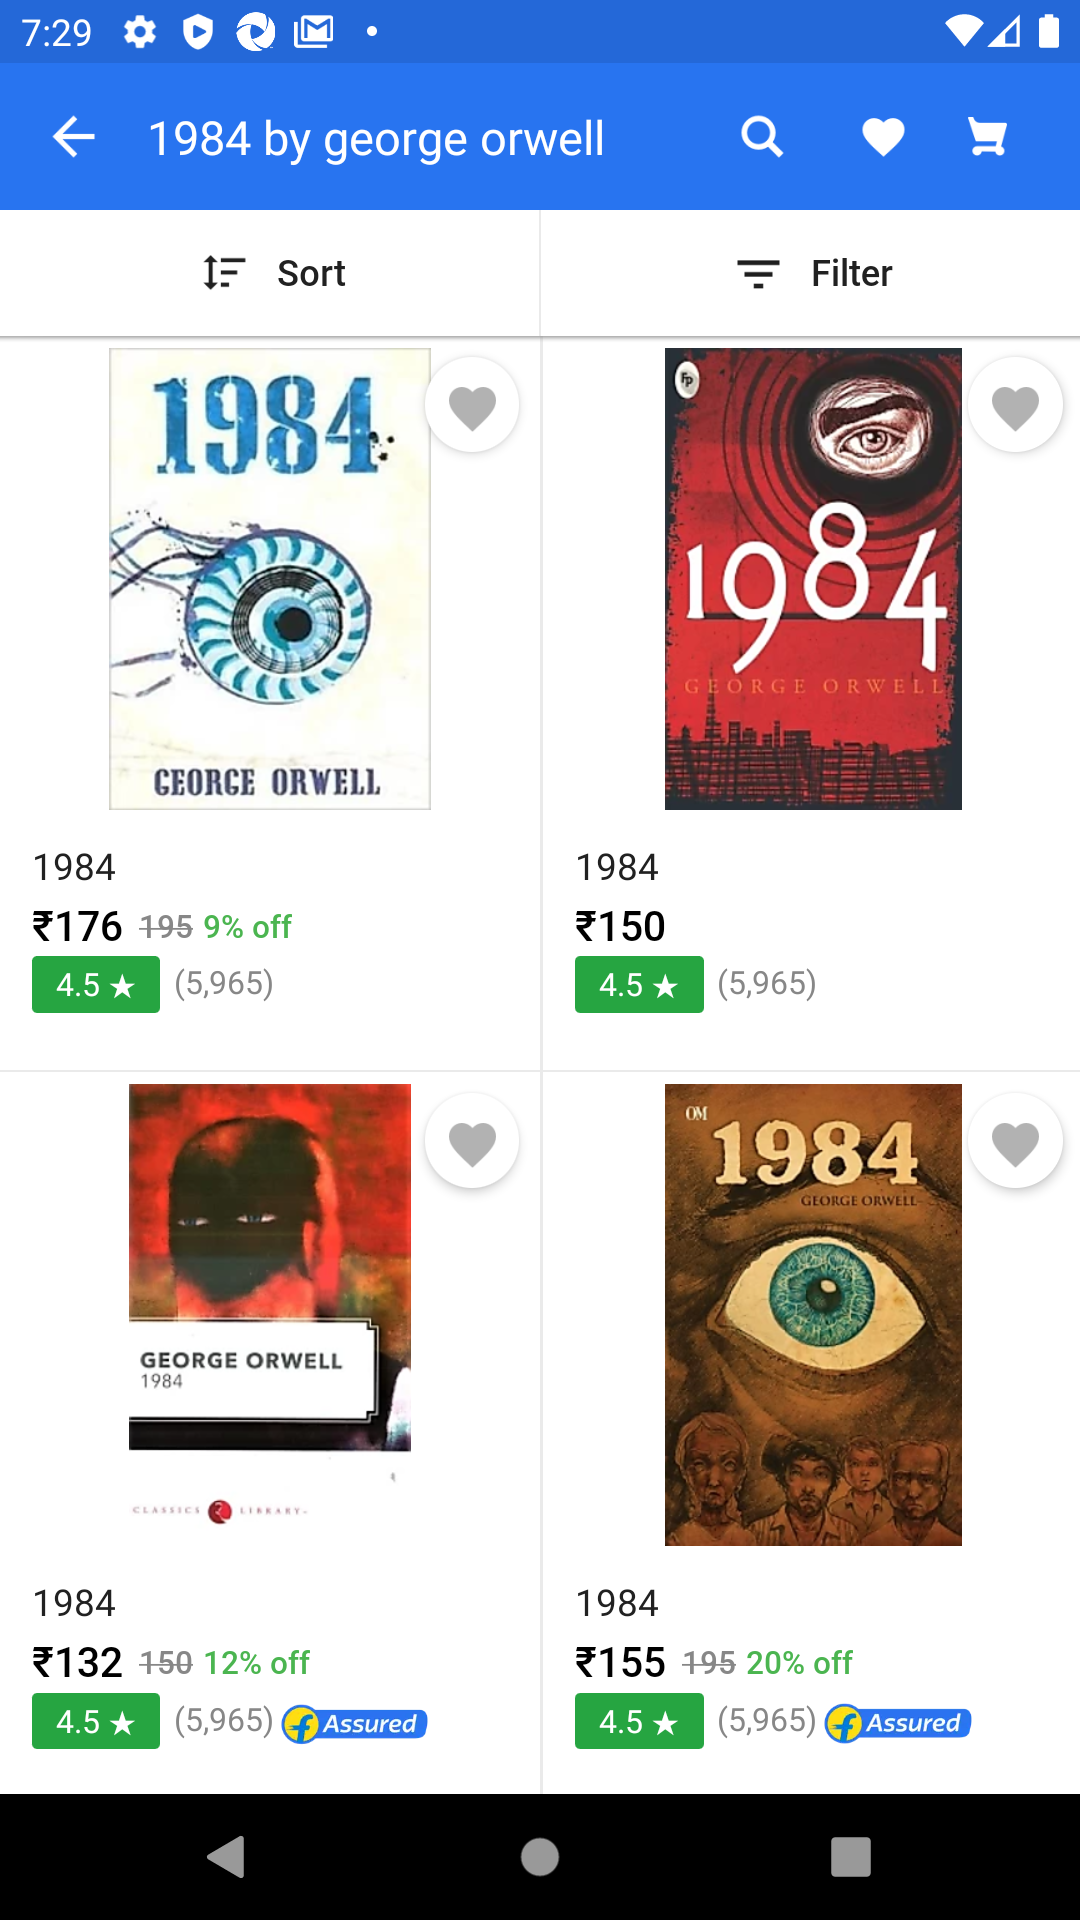 7:29
1984 by george orwell
Sort
Filter
1984
GEORGE ORWELL
FP
1984
GEORGE ORWELL
1984
₹176 195 9% off
4.5 ★ (5,965)
1984
₹150
4.5 ★ (5,965)
GEORGE ORWELL
1984
CLASSICS LIBRARY
OM
1984
GEORGE ORWELL
1984
₹132 150 12% off
4.5 ★ (5,965) f Assured
1984
₹155 195 20% off
4.5 ★ (5,965) f Assured